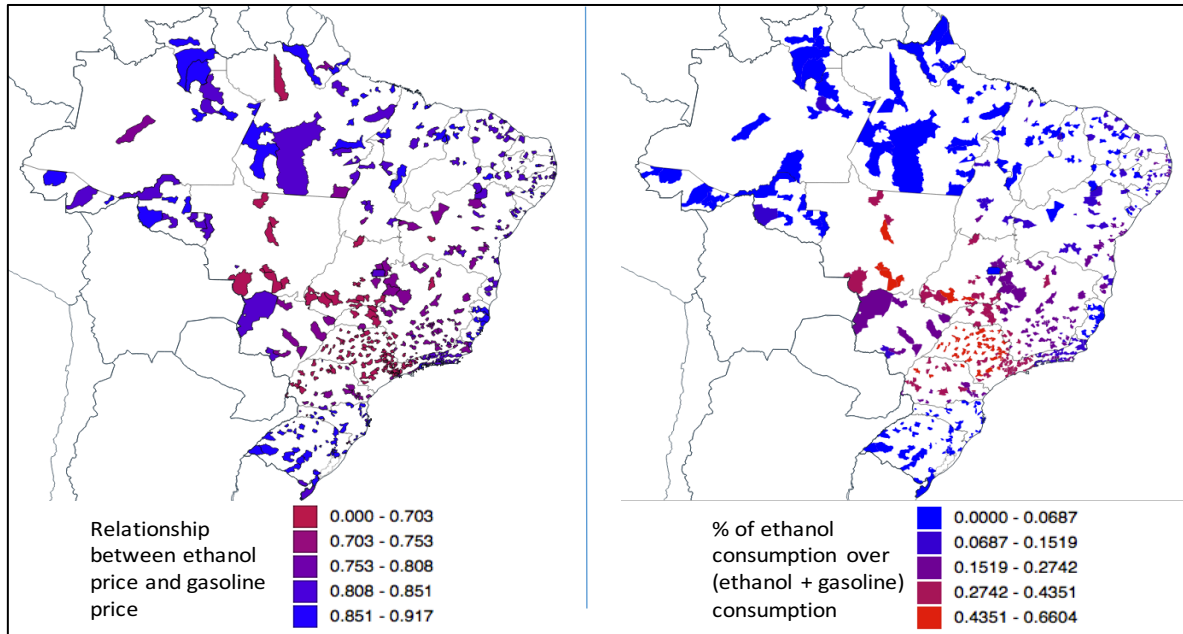 Relationship
between ethanol
price and gasoline
price
0.000 - 0.703
0.703 - 0.753
0.753 - 0.808
0.808 - 0.851
0.851 - 0.917
% of ethanol
consumption over
(ethanol + gasoline)
consumption
0.0000 - 0.0687
0.0687 - 0.1519
0.1519 - 0.2742
0.2742 - 0.4351
0.4351 - 0.6604